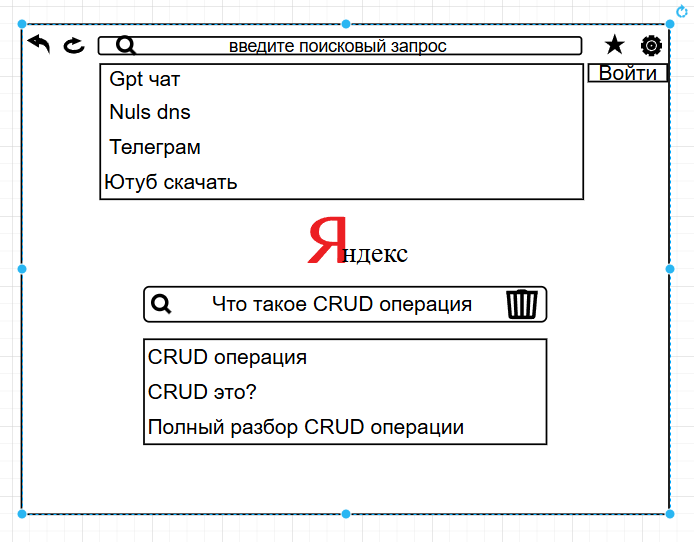 введите поисковый запрос
Войти
Gpt чат
Nuls dns
Телеграм
Ютуб скачать
Яндекс
Что такое CRUD операция
CRUD операция
CRUD это?
Полный разбор CRUD операции